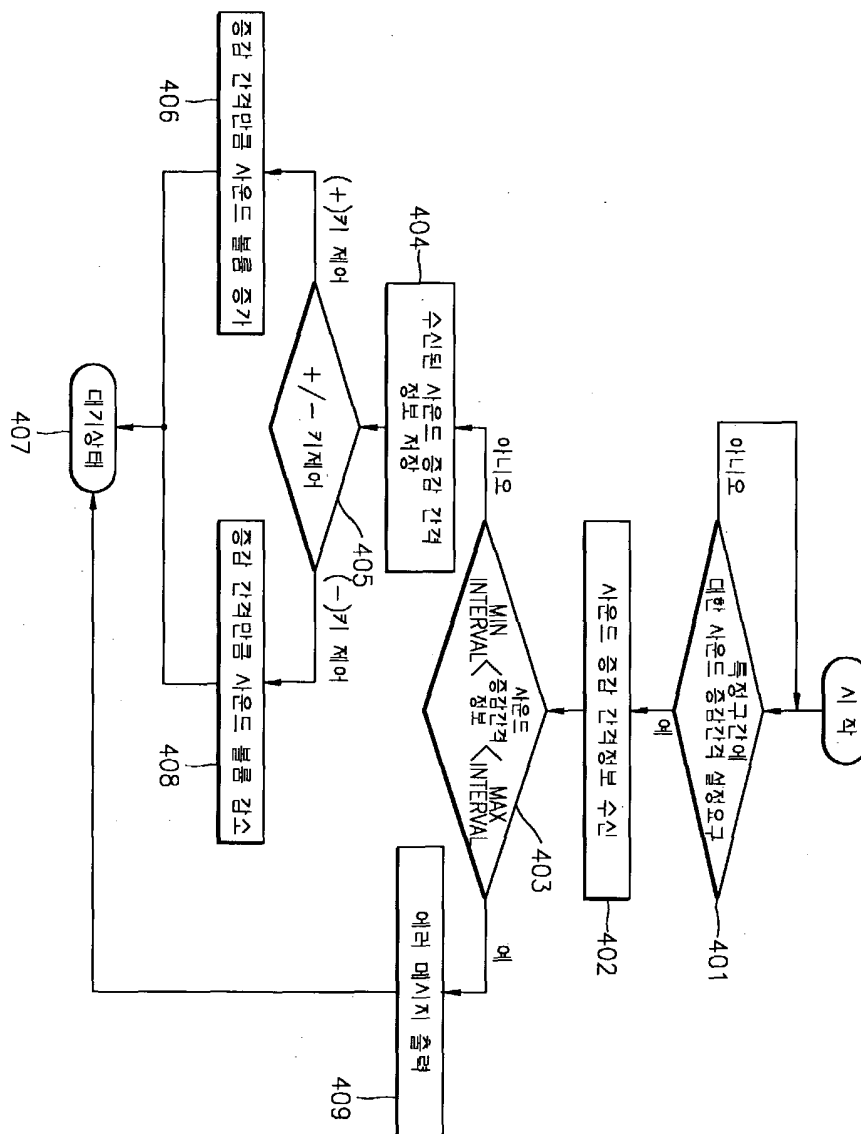 시 작
특정구간에
대한 사운드 증감간격 설정요구
401
아니오
예
사운드 증감 간격정보 수신
402
MIN
INTERVAL
<
사운드
증감간격
정보
<
MAX
INTERVAL
403
아니오
예
수신된 사운드 증감 간격
정보 저장
404
에러 메시지 출력
409
+/- 키제어
405
(+)키 제어
(-)키 제어
증감 간격만큼 사운드 볼륨 증가
406
증감 간격만큼 사운드 볼륨 감소
408
대기상태
407